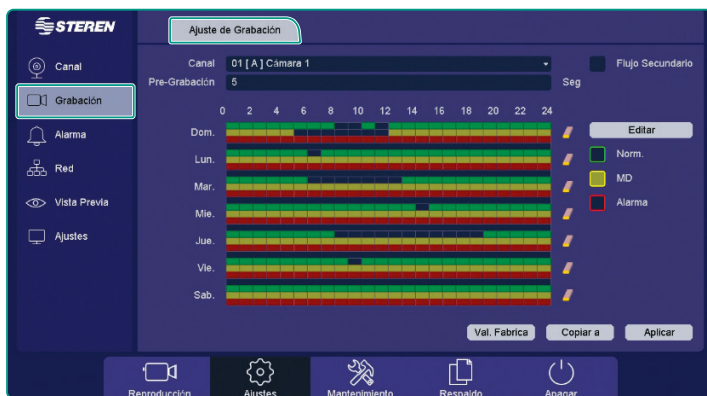 STEREN
Ajuste de Grabación
Canal
Grabación
Alarma
Red
Vista Previa
Ajustes
Canal 01 [ A ] Cámara 1 Flujo Secundario
Pre-Grabación 5 Seg
0 2 4 6 8 10 12 14 16 18 20 22 24
Dom. Editar
Lun. Norm.
Mar. MD
Mie. Alarma
Jue.
Vie.
Sab.
Val. Fabrica Copiar a Aplicar
Reproducción Ajustes Mantenimiento Respaldo Apagar